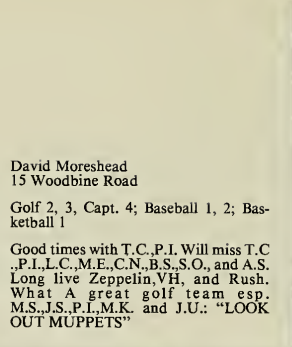 David Moreshead
15 Woodbine Road
Golf 2, 3, Capt. 4; Baseball 1, 2; Bas-
ketball 1
Good times with T.C.,P.I. Will miss T.C
.,P.I.,L.C.,M.E.,C.N.,B.S.,S.O., and A.S.
Long live Zeppelin,VH, and Rush.
What A great golf team esp.
M.S.,J.S.,P.I.,M.K. and J.U.: “LOOK
OUT MUPPETS”